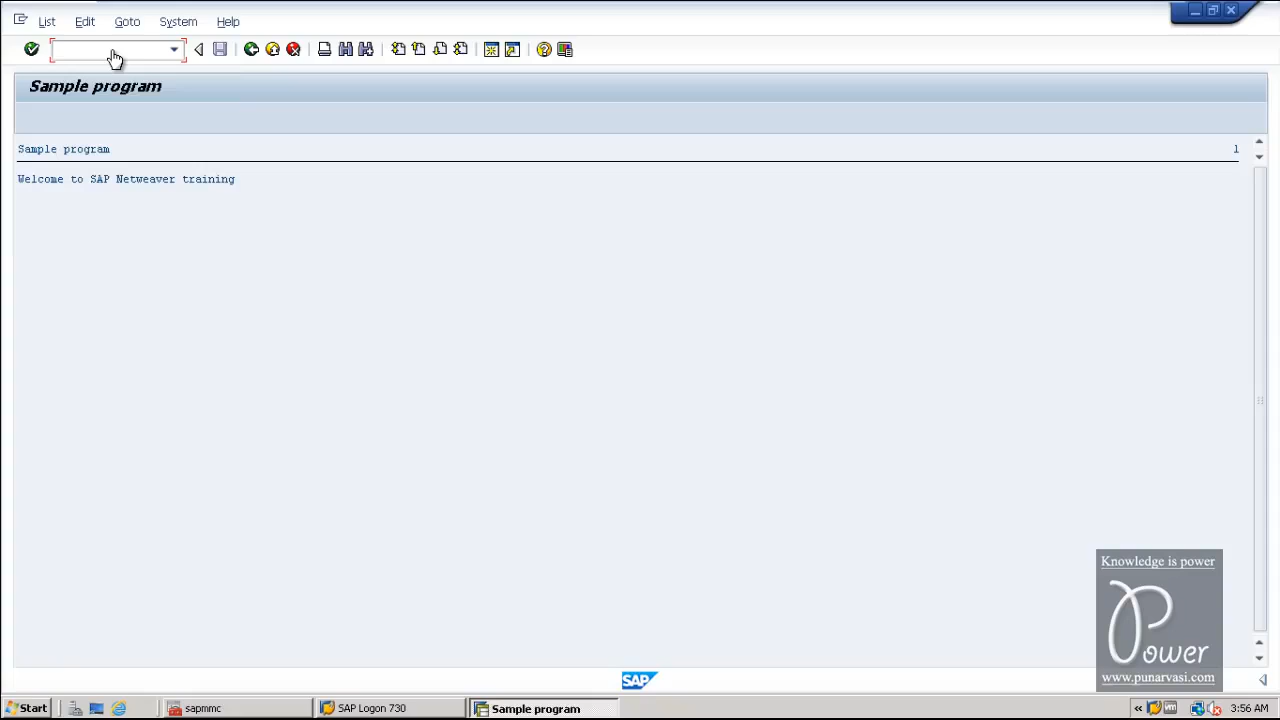 List Edit Goto System Help
Sample program
Sample program 1
Welcome to SAP Netweaver training
Knowledge is power
Power
www.punarvasi.com
SAP
Start sapmmc SAP Logon 730 Sample program « vm 3:56 AM